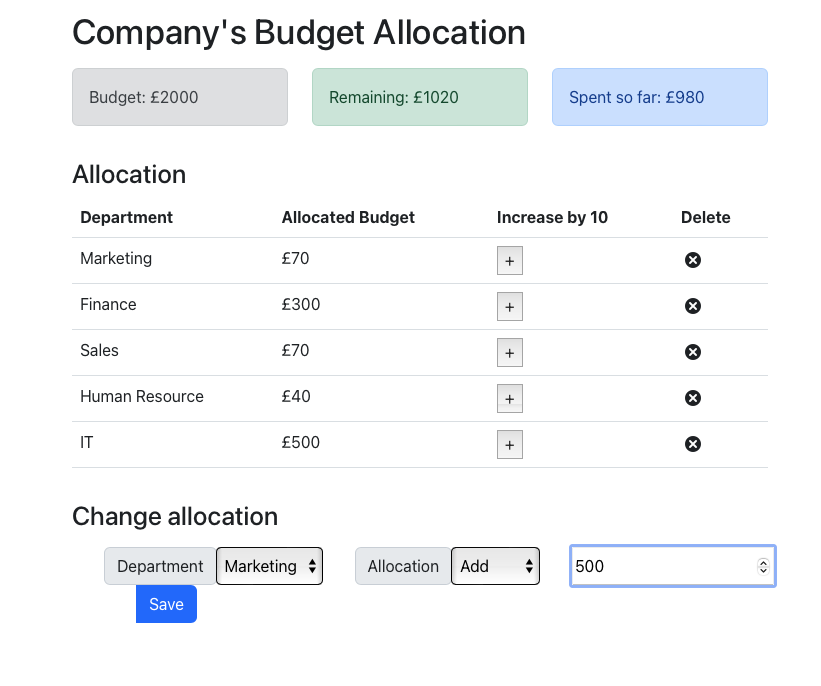 Company's Budget Allocation
Budget: £2000 Remaining: £1020 Spent so far: £980
Allocation
Department Allocated Budget Increase by 10 Delete
Marketing £70 +
Finance £300 +
Sales £70 +
Human Resource £40 +
IT £500 +
Change allocation
Department Marketing Allocation Add 500
Save